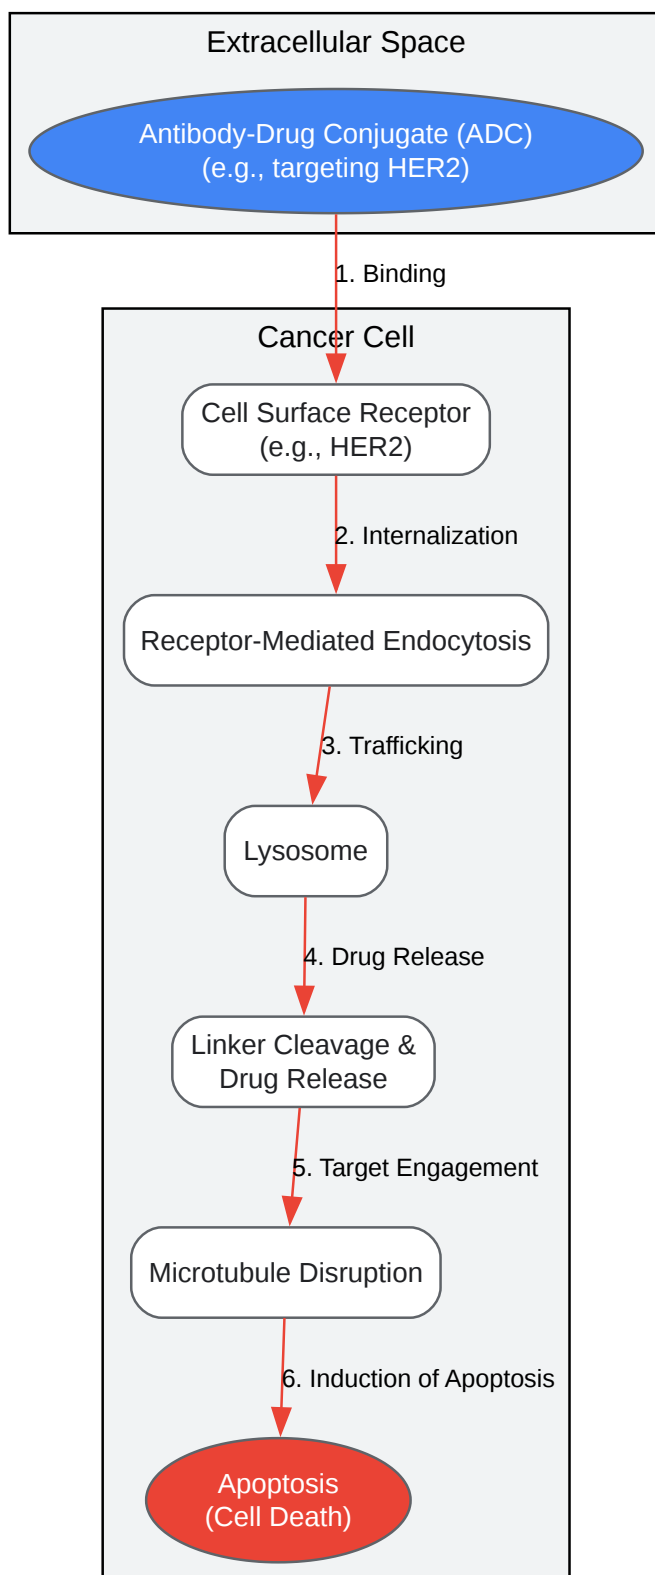 Extracellular Space
Antibody-Drug Conjugate (ADC)
(e.g., targeting HER2)
1. Binding
Cancer Cell
Cell Surface Receptor
(e.g., HER2)
2. Internalization
Receptor-Mediated Endocytosis
3. Trafficking
Lysosome
4. Drug Release
Linker Cleavage &
Drug Release
5. Target Engagement
Microtubule Disruption
6. Induction of Apoptosis
Apoptosis
(Cell Death)